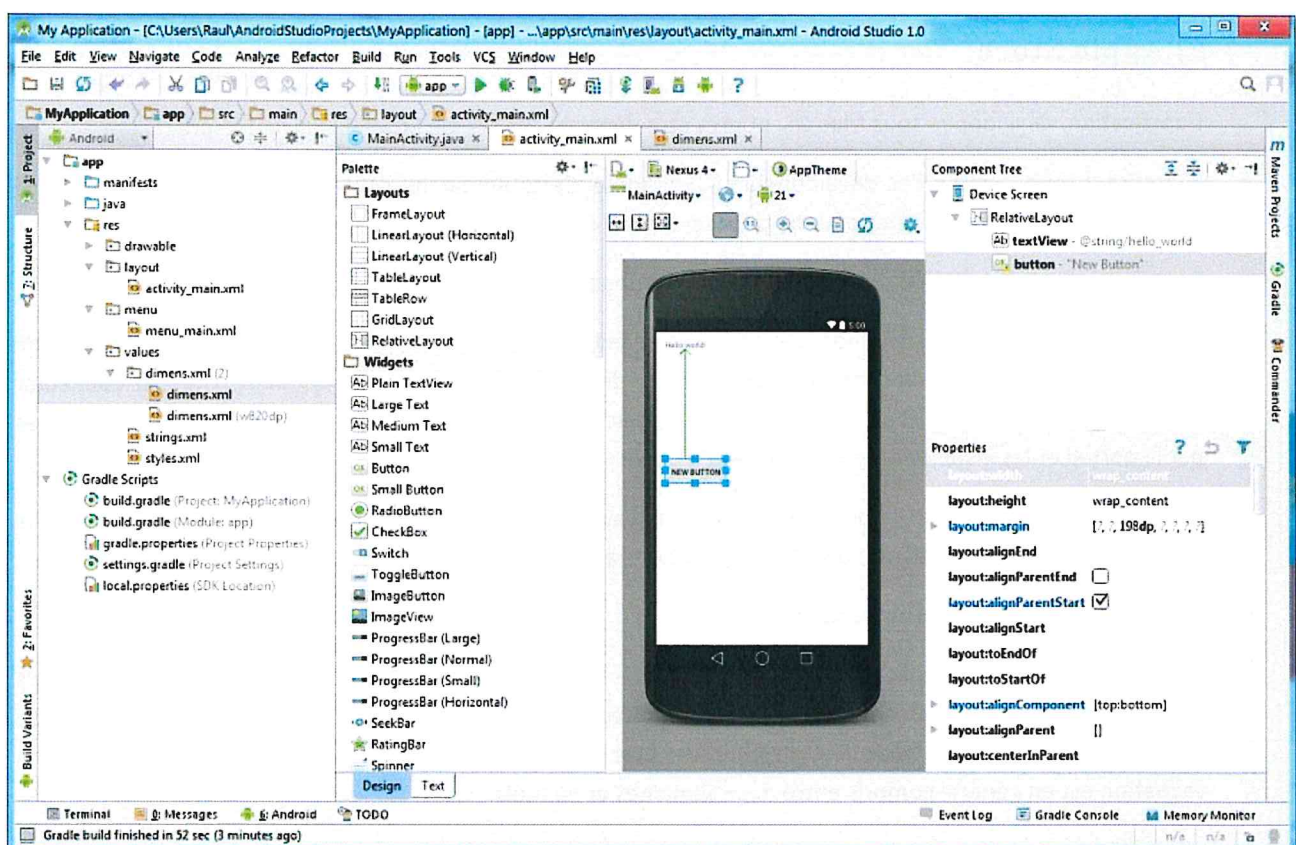 My Application - [C:\Users\Raul\AndroidStudioProjects\MyApplication] - [app] - ...\app\src\main\res\layout\activity_main.xml - Android Studio 1.0
File Edit View Navigate Code Analyze Refactor Build Run Tools VCS Window Help
app
MyApplication app src main res layout activity_main.xml
1: Project
7: Structure
2: Favorites
Build Variants
Android
app
manifests
java
res
drawable
layout
activity_main.xml
menu
menu_main.xml
values
dimens.xml (2)
dimens.xml
dimens.xml (w820dp)
strings.xml
styles.xml
Gradle Scripts
build.gradle (Project: MyApplication)
build.gradle (Module: app)
gradle.properties (Project Properties)
settings.gradle (Project Settings)
local.properties (SDK Location)
MainActivity.java activity_main.xml dimens.xml
Palette
Layouts
FrameLayout
LinearLayout (Horizontal)
LinearLayout (Vertical)
TableLayout
TableRow
GridLayout
RelativeLayout
Widgets
Plain TextView
Large Text
Medium Text
Small Text
Button
Small Button
RadioButton
CheckBox
Switch
ToggleButton
ImageButton
ImageView
ProgressBar (Large)
ProgressBar (Normal)
ProgressBar (Small)
ProgressBar (Horizontal)
SeekBar
RatingBar
Spinner
Design Text
Nexus 4 AppTheme
MainActivity 21
5:00
Hello world!
NEW BUTTON
Component Tree
Device Screen
RelativeLayout
Ab textView - @string/hello_world
button - "New Button"
Properties
layout:width wrap_content
layout:height wrap_content
layout:margin [?, ?, 198dp, ?, ?, ?, ?]
layout:alignEnd
layout:alignParentEnd
layout:alignParentStart
layout:alignStart
layout:toEndOf
layout:toStartOf
layout:alignComponent [top:bottom]
layout:alignParent []
layout:centerInParent
Maven Projects
Gradle
Commander
Terminal 0: Messages 6: Android TODO Event Log Gradle Console Memory Monitor
Gradle build finished in 52 sec (3 minutes ago) n/a n/a